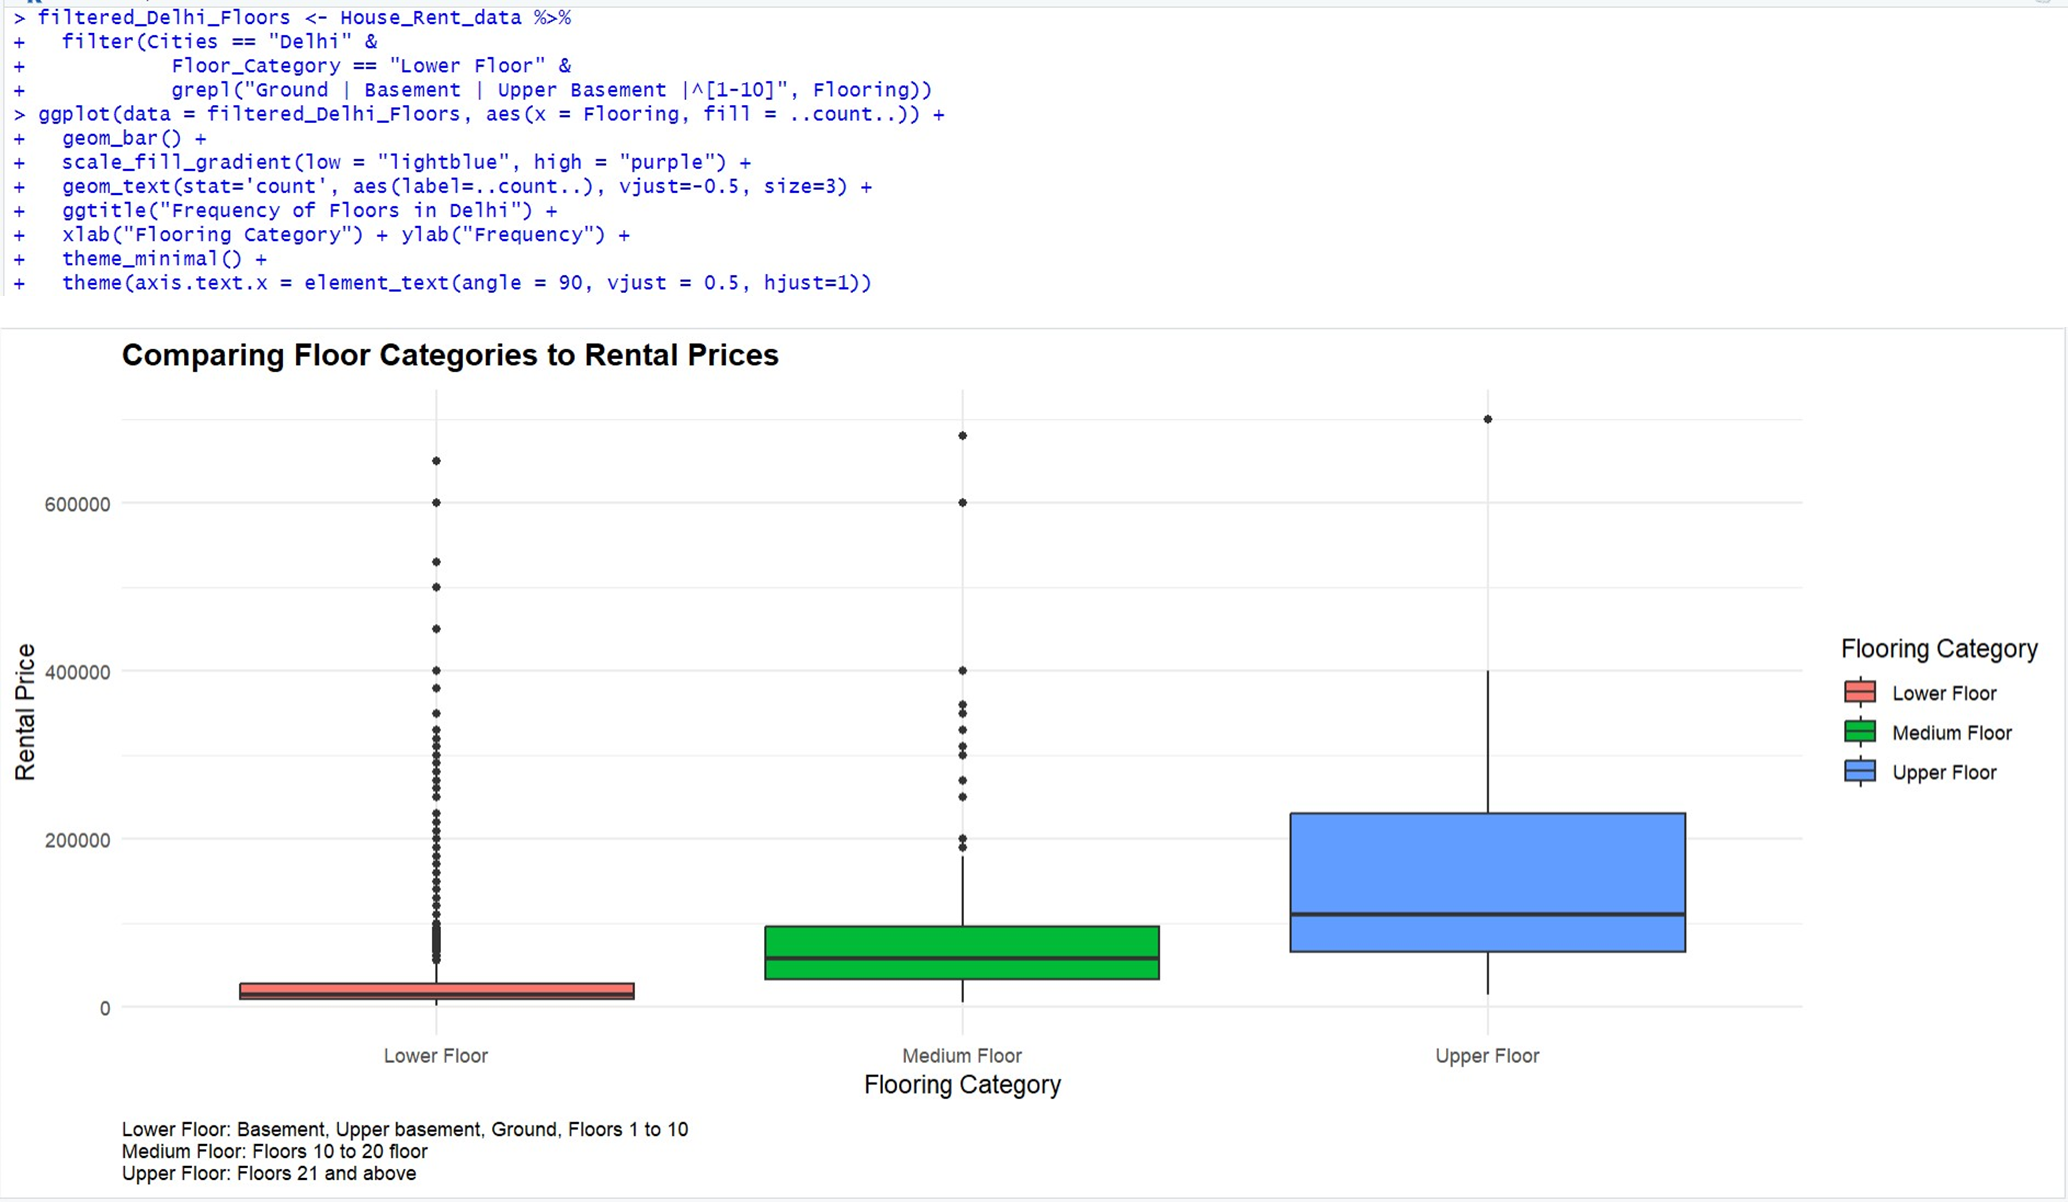 > filtered_Delhi_Floors <- House_Rent_data %>%
+   filter(Cities == "Delhi" &
+            Floor_Category == "Lower Floor" &
+            grepl("Ground | Basement | Upper Basement |^[1-10]", Flooring))
> ggplot(data = filtered_Delhi_Floors, aes(x = Flooring, fill = ..count..)) +
+   geom_bar() +
+   scale_fill_gradient(low = "lightblue", high = "purple") +
+   geom_text(stat='count', aes(label=..count..), vjust=-0.5, size=3) +
+   ggtitle("Frequency of Floors in Delhi") +
+   xlab("Flooring Category") + ylab("Frequency") +
+   theme_minimal() +
+   theme(axis.text.x = element_text(angle = 90, vjust = 0.5, hjust=1))
Comparing Floor Categories to Rental Prices
Rental Price
600000
400000
200000
0
Lower Floor
Medium Floor
Upper Floor
Flooring Category
Flooring Category
Lower Floor
Medium Floor
Upper Floor
Lower Floor: Basement, Upper basement, Ground, Floors 1 to 10
Medium Floor: Floors 10 to 20 floor
Upper Floor: Floors 21 and above